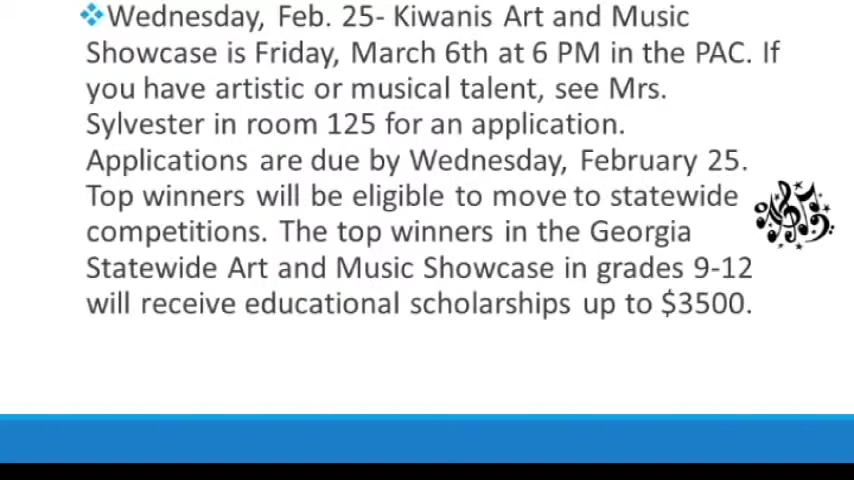 Wednesday, Feb. 25- Kiwanis Art and Music
Showcase is Friday, March 6th at 6 PM in the PAC. If
you have artistic or musical talent, see Mrs.
Sylvester in room 125 for an application.
Applications are due by Wednesday, February 25.
Top winners will be eligible to move to statewide
competitions. The top winners in the Georgia
Statewide Art and Music Showcase in grades 9-12
will receive educational scholarships up to $3500.